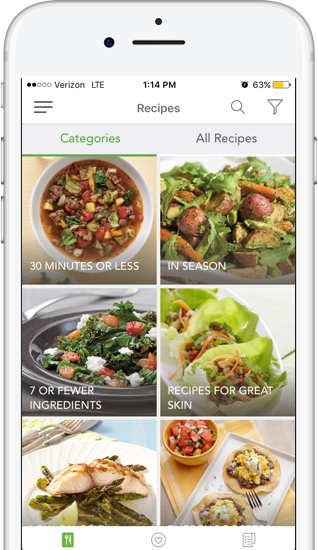 Verizon LTE 1:14 PM 63%
Recipes
Categories All Recipes
30 MINUTES OR LESS
IN SEASON
7 OR FEWER
INGREDIENTS
RECIPES FOR GREAT
SKIN